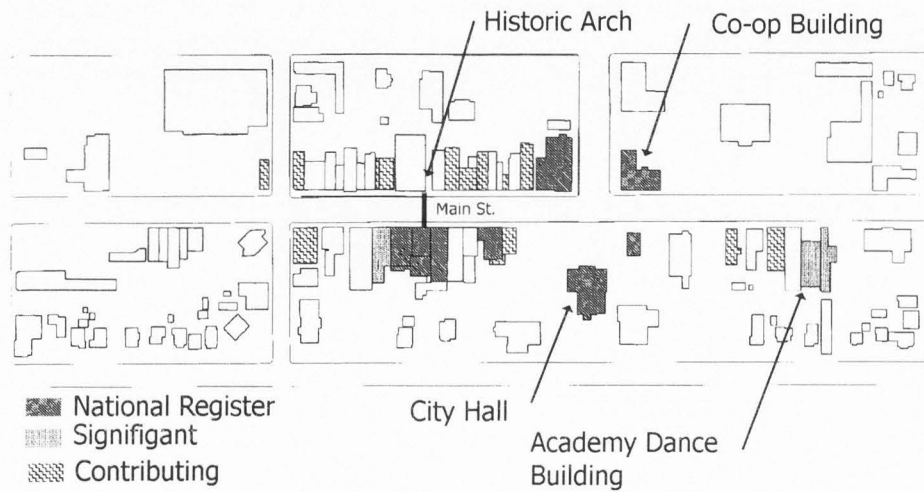 Historic Arch
Co-op Building
Main St.
City Hall
Academy Dance
Building
National Register
Signifigant
Contributing